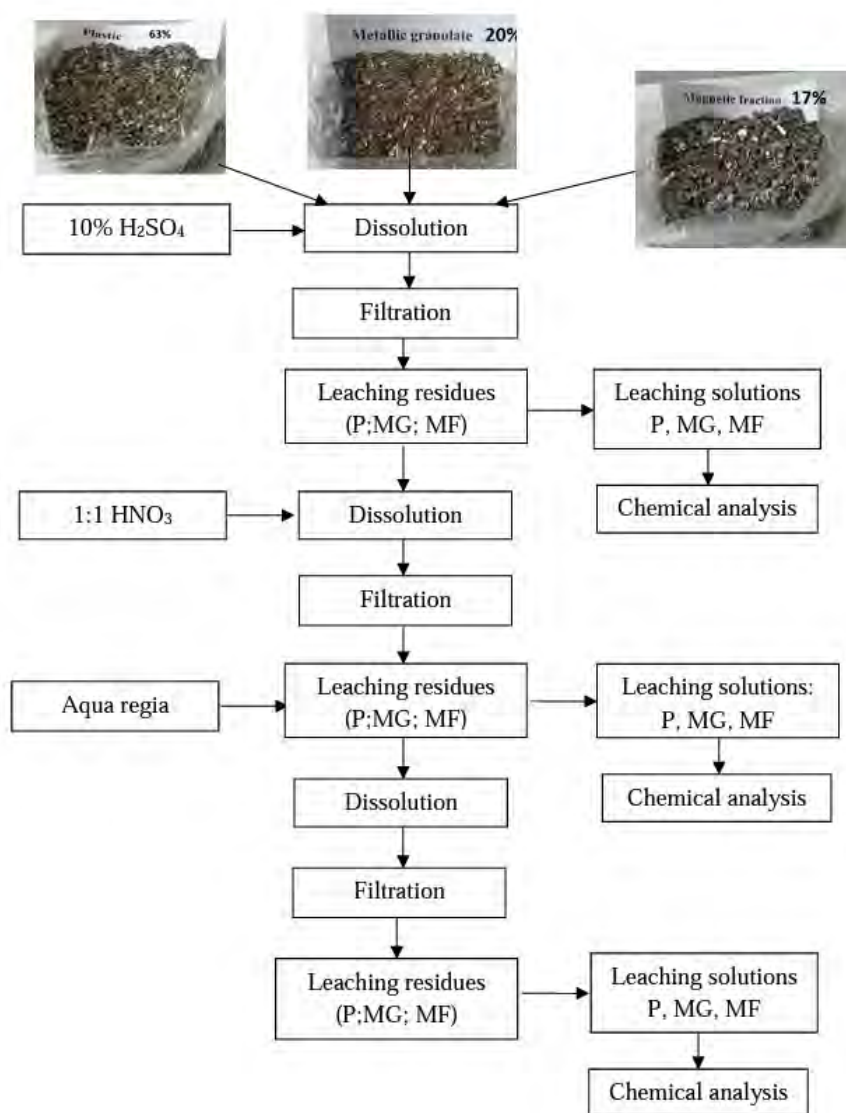 Plastic 63%
Metallic granulate 20%
Magnetic fraction 17%
10% H₂SO₄
Dissolution
Filtration
Leaching residues
(P;MG; MF)
Leaching solutions
P, MG, MF
Chemical analysis
1:1 HNO₃
Dissolution
Filtration
Aqua regia
Leaching residues
(P;MG; MF)
Leaching solutions:
P, MG, MF
Chemical analysis
Dissolution
Filtration
Leaching residues
(P;MG; MF)
Leaching solutions
P, MG, MF
Chemical analysis